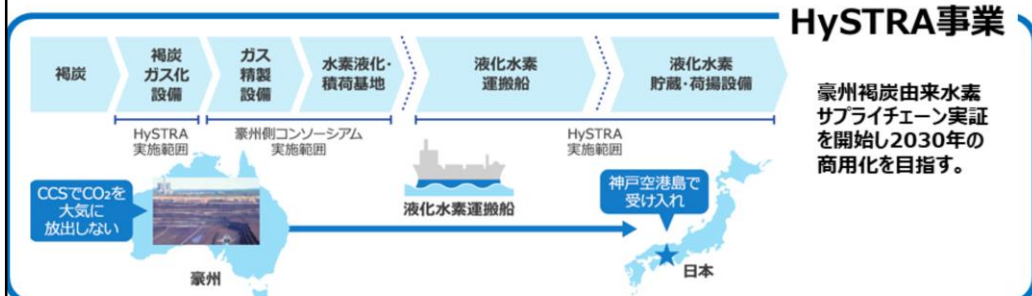 HySTRA事業
褐炭
褐炭
ガス化
設備
ガス
精製
設備
水素液化・
積荷基地
液化水素
運搬船
液化水素
貯蔵・荷揚設備
HySTRA
実施範囲
豪州側コンソーシアム
実施範囲
HySTRA
実施範囲
豪州褐炭由来水素
サプライチェーン実証
を開始し2030年の
商用化を目指す。
CCSでCO₂を
大気に
放出しない
豪州
液化水素運搬船
神戸空港島で
受け入れ
日本